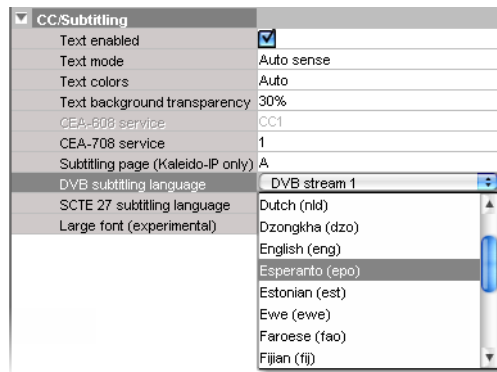 CC/Subtitling
Text enabled
Text mode Auto sense
Text colors Auto
Text background transparency 30%
CEA-608 service CC1
CEA-708 service 1
Subtitling page (Kaleido-IP only) A
DVB subtitling language DVB stream 1
SCTE 27 subtitling language Dutch (nld)
Large font (experimental) Dzongkha (dzo)
English (eng)
Esperanto (epo)
Estonian (est)
Ewe (ewe)
Faroese (fao)
Fijian (fij)